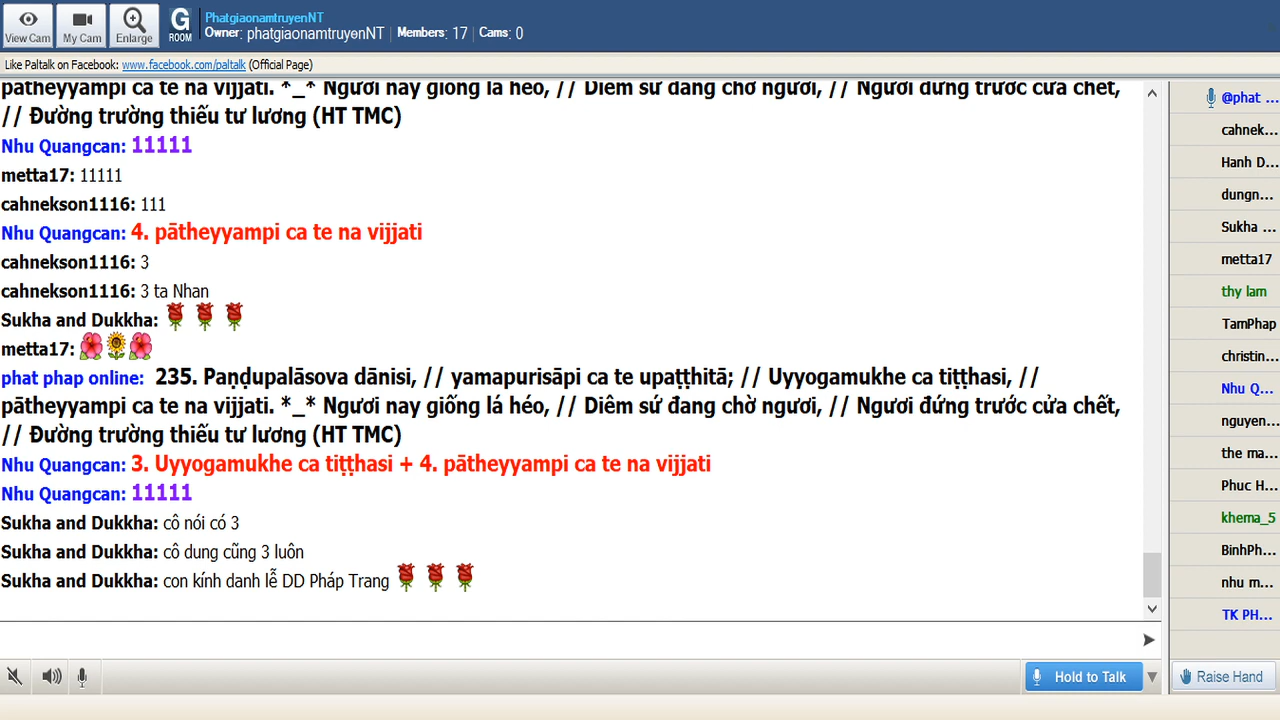 View Cam
My Cam
Enlarge
G ROOM
PhatgiaonamtruyenNT
Owner: phatgiaonamtruyenNT | Members: 17 | Cams: 0
Like Paltalk on Facebook: www.facebook.com/paltalk (Official Page)
pātheyyampi ca te na vijjati. *_* Ngươi nay giống lá héo, // Diêm sứ đang chờ ngươi, // Ngươi đứng trước cửa chết,
// Đường trường thiếu tư lương (HT TMC)
Nhu Quangcan: 11111
metta17: 11111
cahnekson1116: 111
Nhu Quangcan: 4. pātheyyampi ca te na vijjati
cahnekson1116: 3
cahnekson1116: 3 ta Nhan
Sukha and Dukkha:
metta17:
phat phap online: 235. Paṇḍupalāsova dānisi, // yamapurisāpi ca te upaṭṭhitā; // Uyyogamukhe ca tiṭṭhasi, //
pātheyyampi ca te na vijjati. *_* Ngươi nay giống lá héo, // Diêm sứ đang chờ ngươi, // Ngươi đứng trước cửa chết,
// Đường trường thiếu tư lương (HT TMC)
Nhu Quangcan: 3. Uyyogamukhe ca tiṭṭhasi + 4. pātheyyampi ca te na vijjati
Nhu Quangcan: 11111
Sukha and Dukkha: cô nói có 3
Sukha and Dukkha: cô dung cũng 3 luôn
Sukha and Dukkha: con kính danh lễ DD Pháp Trang
@phat ...
cahnek...
Hanh D...
dungn...
Sukha ...
metta17
thy lam
TamPhap
christin...
Nhu Q...
nguyen...
the ma...
Phuc H...
khema_5
BinhPh...
nhu m...
TK PH...
Hold to Talk
Raise Hand